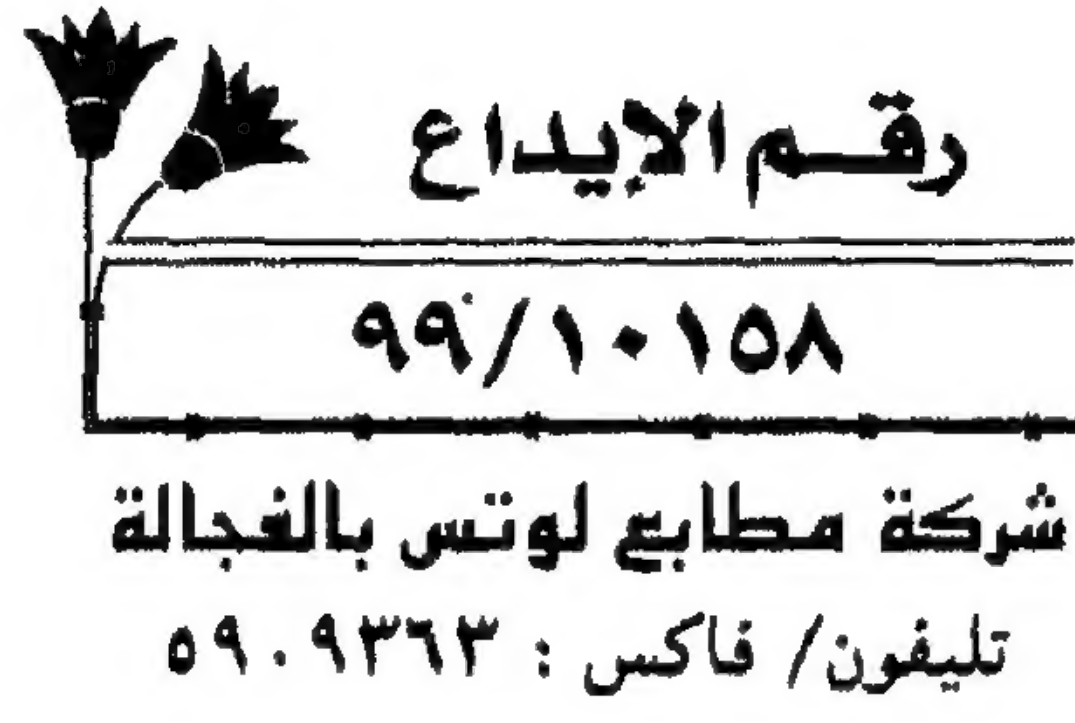 رقم الإيداع
٩٩/١٠١٥٨
شركة مطابع لوتس بالفجالة
تليفون/ فاكس : ٥٩٠٩٣٦٣